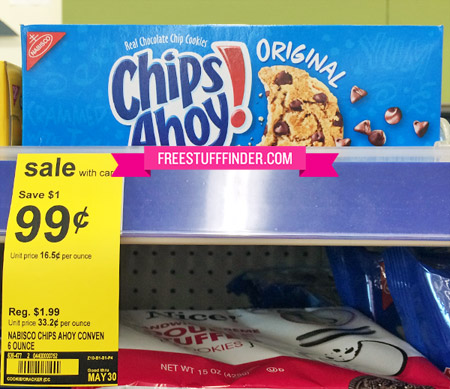 NABISCO
Real Chocolate Chip Cookies
Chips
Ahoy!
ORIGINAL
FREESTUFFFINDER.COM
sale with car
Save $1
99¢
Unit price 16.5¢ per ounce
Reg. $1.99
Unit price 33.2¢ per ounce
NABISCO CHIPS AHOY CONVEN
6 OUNCE
Good thru
MAY 30
Nice!
NET WT 15 OZ